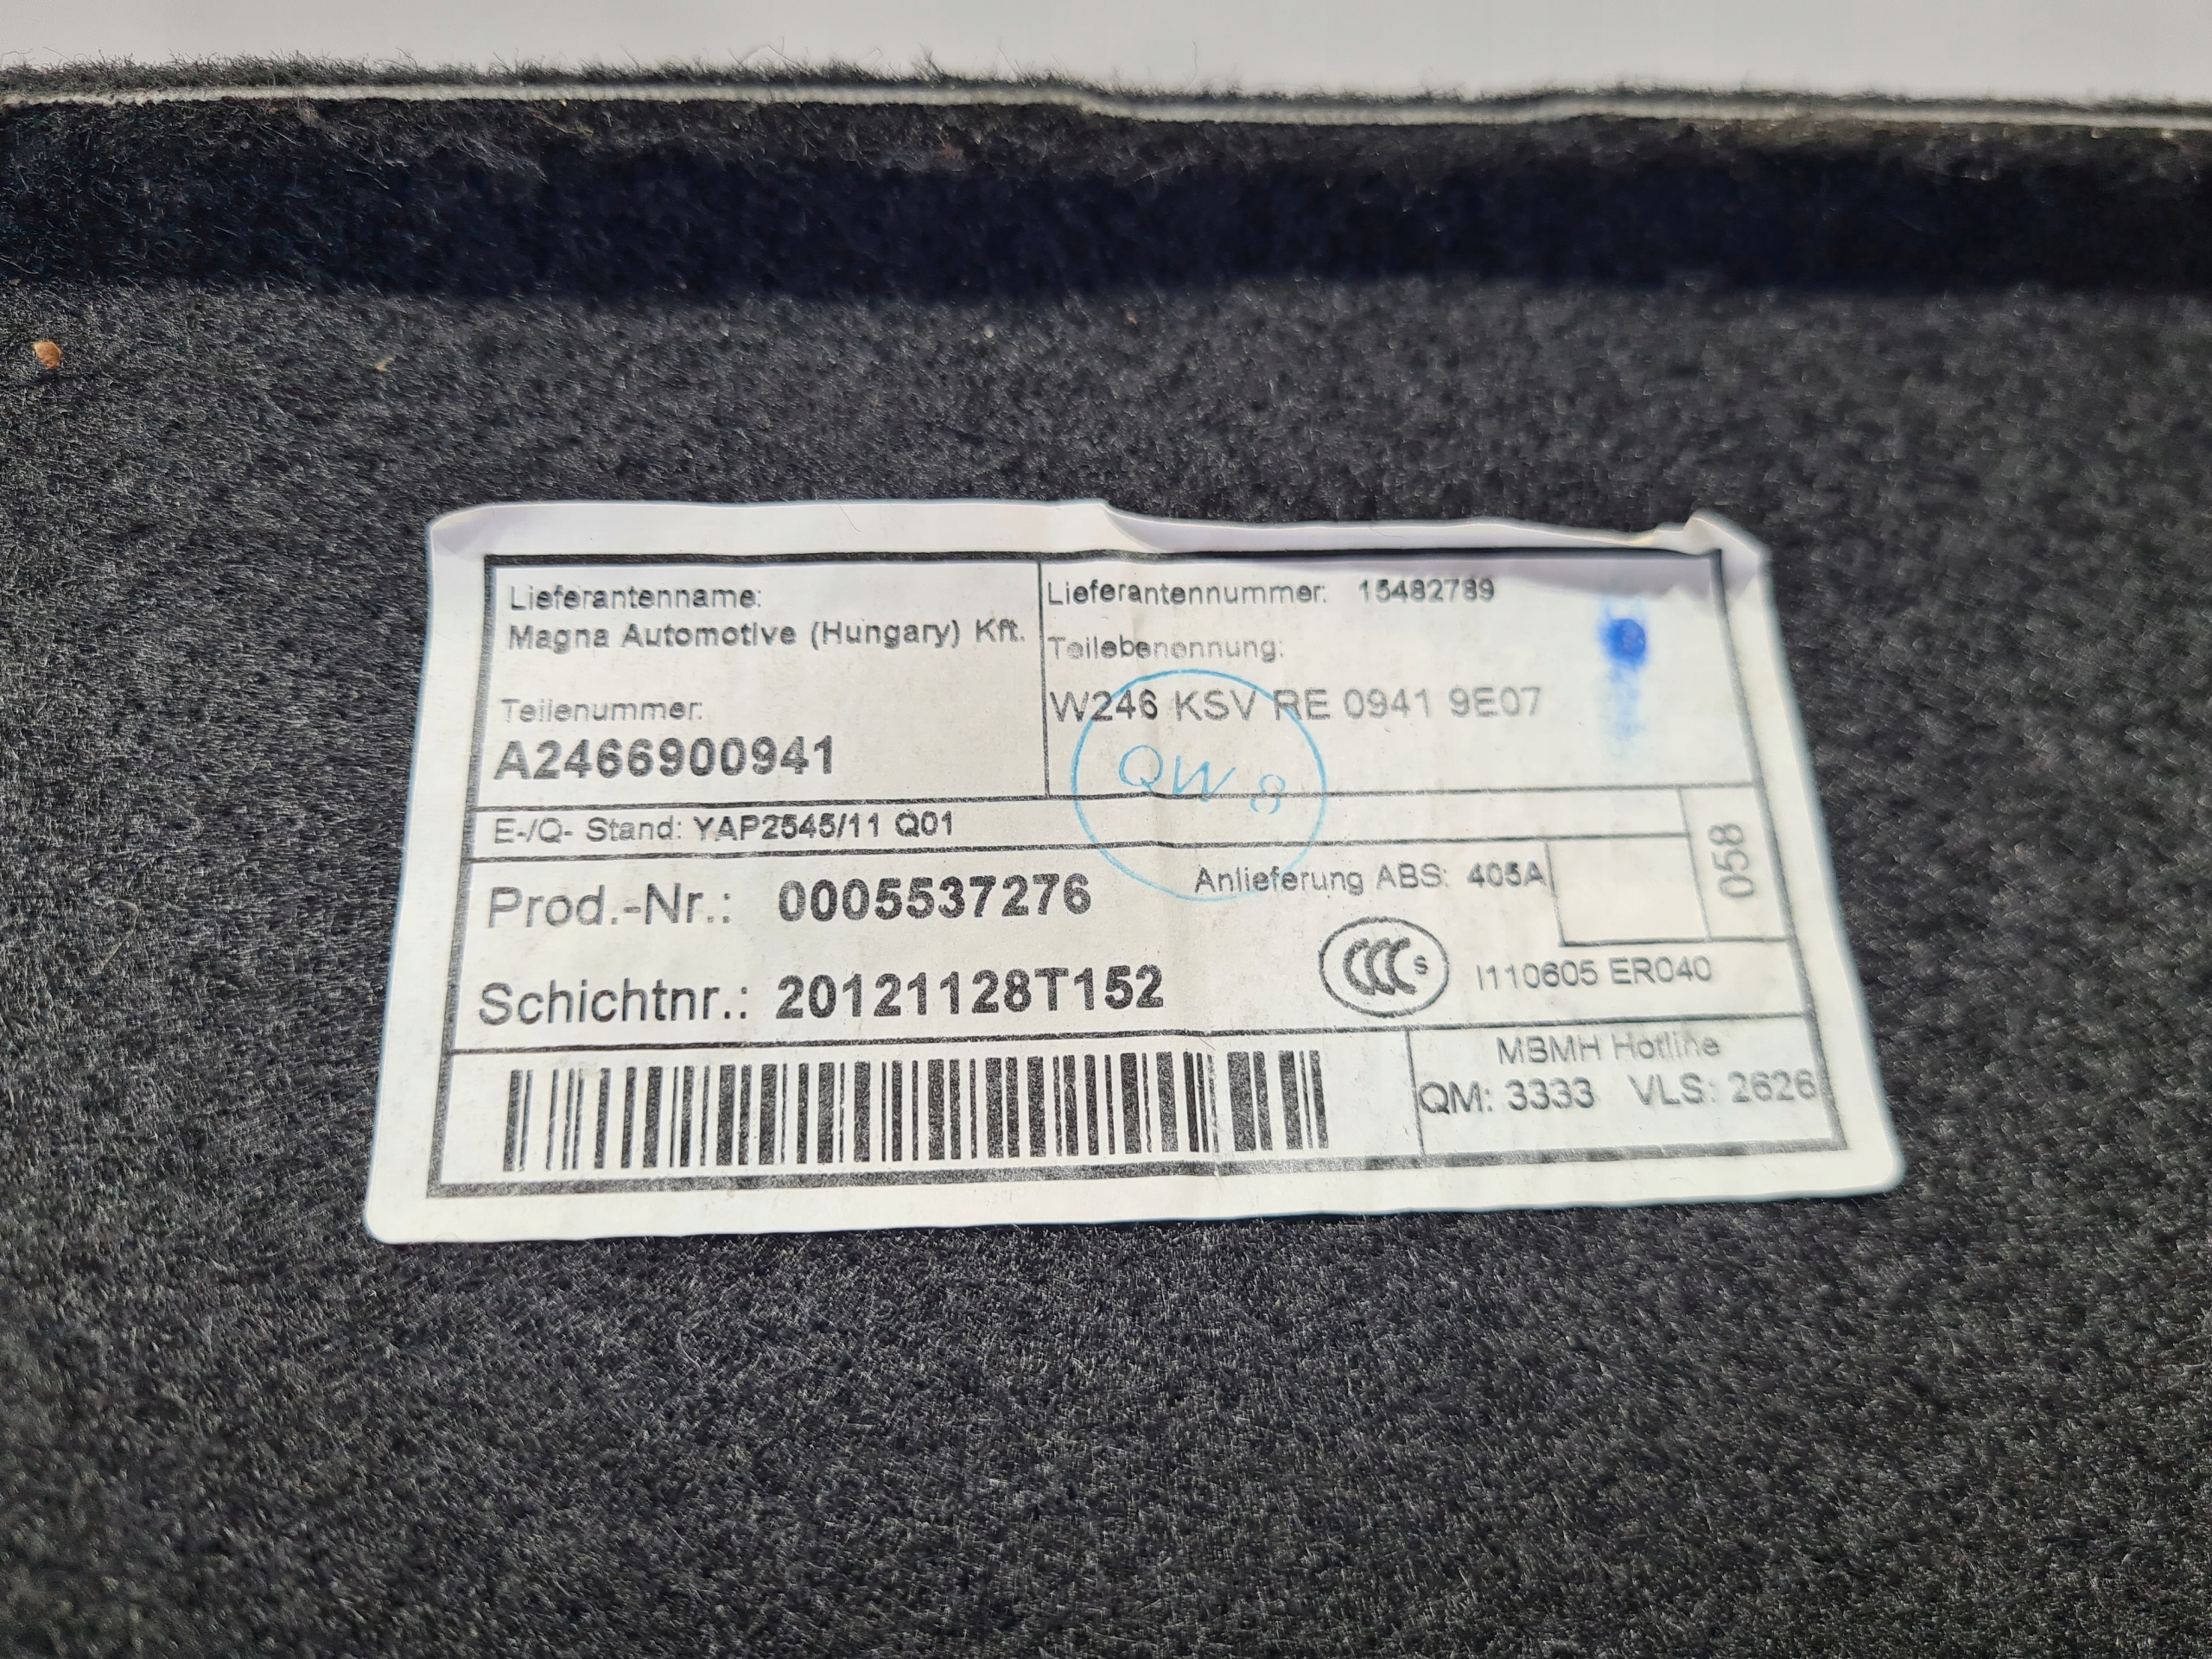 Lieferantenname:
Magna Automotive (Hungary) Kft.
Teilenummer:
A2466900941
Lieferantennummer: 15482789
Teilebenennung:
W246 KSV RE 0941 9E07
QW 8
E-/Q- Stand: YAP2545/11 Q01
058
Prod.-Nr.: 0005537276
Anlieferung ABS: 405A
Schichtnr.: 20121128T152
CCC S
I110605 ER040
MBMH Hotline
QM: 3333 VLS: 2626